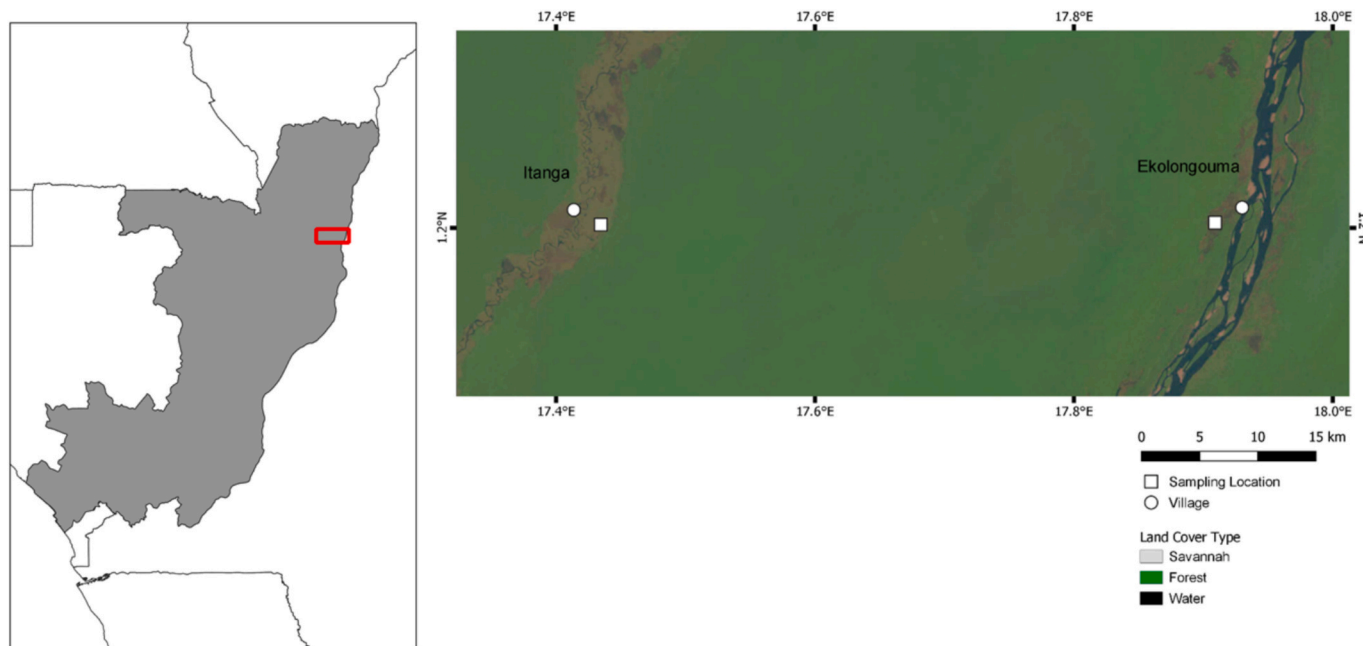 17.4°E 17.6°E 17.8°E 18.0°E
Itanga
Ekolongouma
1.2°N
17.4°E 17.6°E 17.8°E 18.0°E
0 5 10 15 km
Sampling Location
Village
Land Cover Type
Savannah
Forest
Water